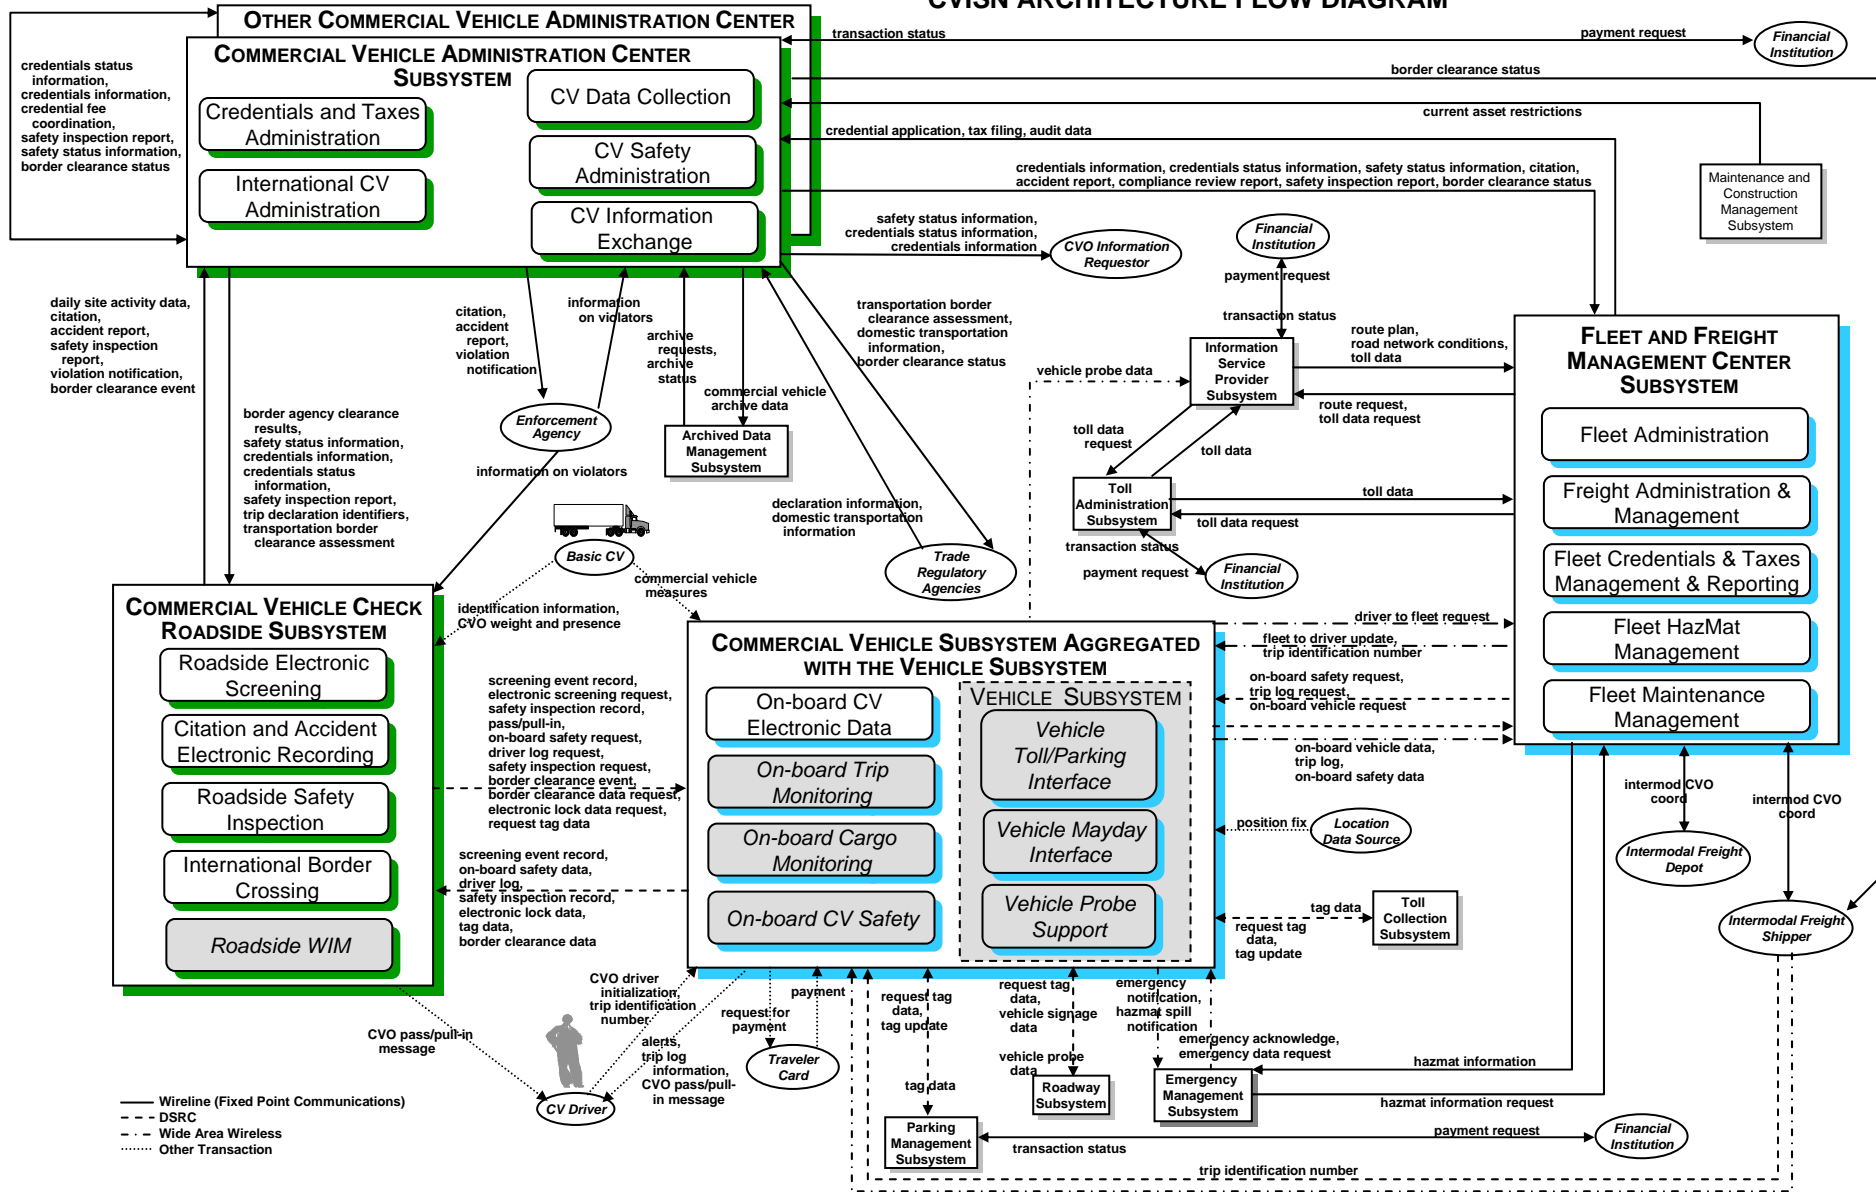 CVISN ARCHITECTURE FLOW DIAGRAM
OTHER COMMERCIAL VEHICLE ADMINISTRATION CENTER
COMMERCIAL VEHICLE ADMINISTRATION CENTER
SUBSYSTEM
Credentials and Taxes
Administration
International CV
Administration
CV Data Collection
CV Safety
Administration
CV Information
Exchange
credentials status
information,
credentials information,
credential fee
coordination,
safety inspection report,
safety status information,
border clearance status
transaction status
payment request
Financial
Institution
border clearance status
current asset restrictions
credential application, tax filing, audit data
credentials information, credentials status information, safety status information, citation,
accident report, compliance review report, safety inspection report, border clearance status
Maintenance and
Construction
Management
Subsystem
safety status information,
credentials status information,
credentials information
CVO Information
Requestor
Financial
Institution
payment request
transaction status
daily site activity data,
citation,
accident report,
safety inspection
report,
violation notification,
border clearance event
border agency clearance
results,
safety status information,
credentials information,
credentials status
information,
safety inspection report,
trip declaration identifiers,
transportation border
clearance assessment
citation,
accident
report,
violation
notification
information
on violators
Enforcement
Agency
information on violators
archive
requests,
archive
status
commercial vehicle
archive data
Archived Data
Management
Subsystem
transportation border
clearance assessment,
domestic transportation
information,
border clearance status
declaration information,
domestic transportation
information
Trade
Regulatory
Agencies
vehicle probe data
Information
Service
Provider
Subsystem
route plan,
road network conditions,
toll data
route request,
toll data request
toll data
request
toll data
Toll
Administration
Subsystem
toll data
toll data request
transaction status
payment request
Financial
Institution
FLEET AND FREIGHT
MANAGEMENT CENTER
SUBSYSTEM
Fleet Administration
Freight Administration &
Management
Fleet Credentials & Taxes
Management & Reporting
Fleet HazMat
Management
Fleet Maintenance
Management
Basic CV
commercial vehicle
measures
identification information,
CVO weight and presence
COMMERCIAL VEHICLE CHECK
ROADSIDE SUBSYSTEM
Roadside Electronic
Screening
Citation and Accident
Electronic Recording
Roadside Safety
Inspection
International Border
Crossing
Roadside WIM
screening event record,
electronic screening request,
safety inspection record,
pass/pull-in,
on-board safety request,
driver log request,
safety inspection request,
border clearance event,
border clearance data request,
electronic lock data request,
request tag data
screening event record,
on-board safety data,
driver log,
safety inspection record,
electronic lock data,
tag data,
border clearance data
COMMERCIAL VEHICLE SUBSYSTEM AGGREGATED
WITH THE VEHICLE SUBSYSTEM
On-board CV
Electronic Data
On-board Trip
Monitoring
On-board Cargo
Monitoring
On-board CV Safety
VEHICLE SUBSYSTEM
Vehicle
Toll/Parking
Interface
Vehicle Mayday
Interface
Vehicle Probe
Support
driver to fleet request
fleet to driver update,
trip identification number
on-board safety request,
trip log request,
on-board vehicle request
on-board vehicle data,
trip log,
on-board safety data
position fix
Location
Data Source
tag data
request tag
data,
tag update
Toll
Collection
Subsystem
intermod CVO
coord
intermod CVO
coord
Intermodal Freight
Depot
Intermodal Freight
Shipper
CVO pass/pull-in
message
CVO driver
initialization,
trip identification
number
alerts,
trip log
information,
CVO pass/pull-
in message
CV Driver
request for
payment
payment
Traveler
Card
request tag
data,
tag update
tag data
Parking
Management
Subsystem
request tag
data,
vehicle signage
data
vehicle probe
data
Roadway
Subsystem
emergency
notification,
hazmat spill
notification
emergency acknowledge,
emergency data request
Emergency
Management
Subsystem
hazmat information
hazmat information request
payment request
transaction status
Financial
Institution
trip identification number
Wireline (Fixed Point Communications)
DSRC
Wide Area Wireless
Other Transaction